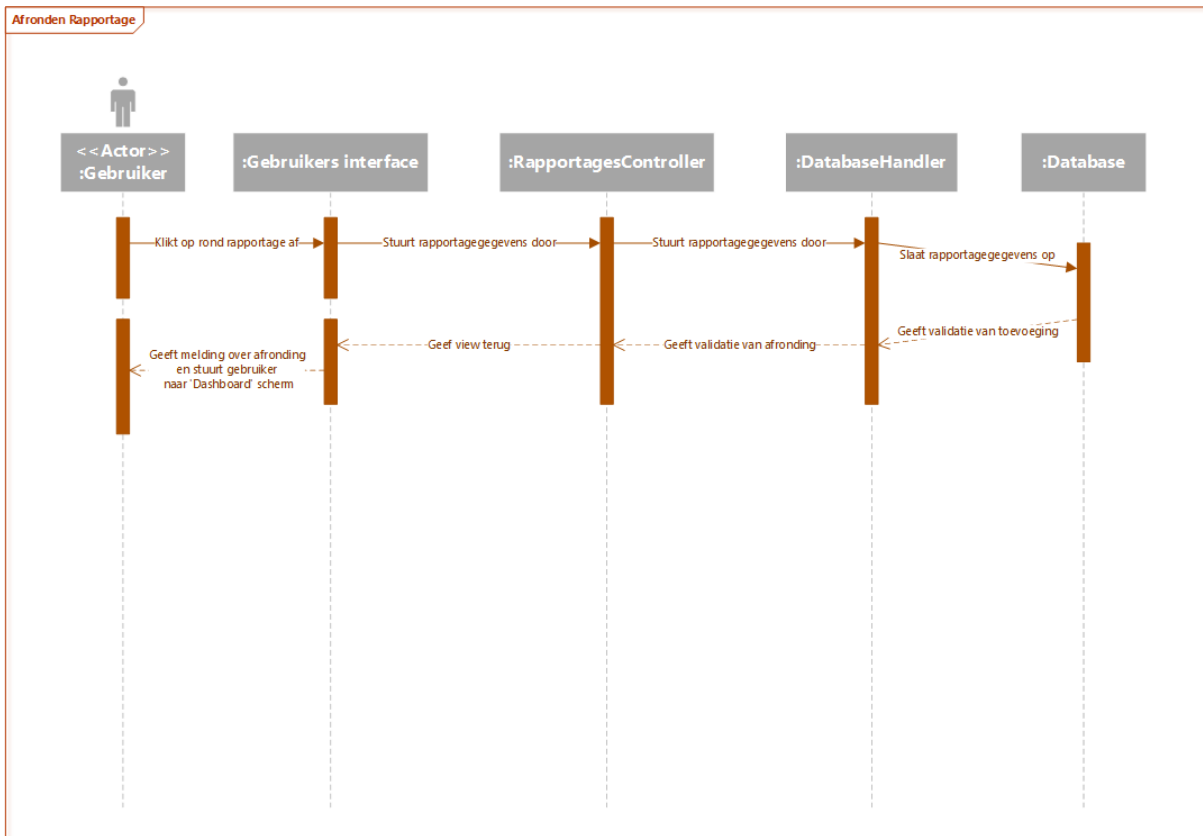 Afronden Rapportage
<<Actor>>
:Gebruiker
:Gebruikers interface
:RapportagesController
:DatabaseHandler
:Database
Klikt op rond rapportage af
Stuurt rapportagegegevens door
Stuurt rapportagegegevens door
Slaat rapportagegegevens op
Geeft validatie van toevoeging
Geeft validatie van afronding
Geef view terug
Geeft melding over afronding
en stuurt gebruiker
naar 'Dashboard' scherm